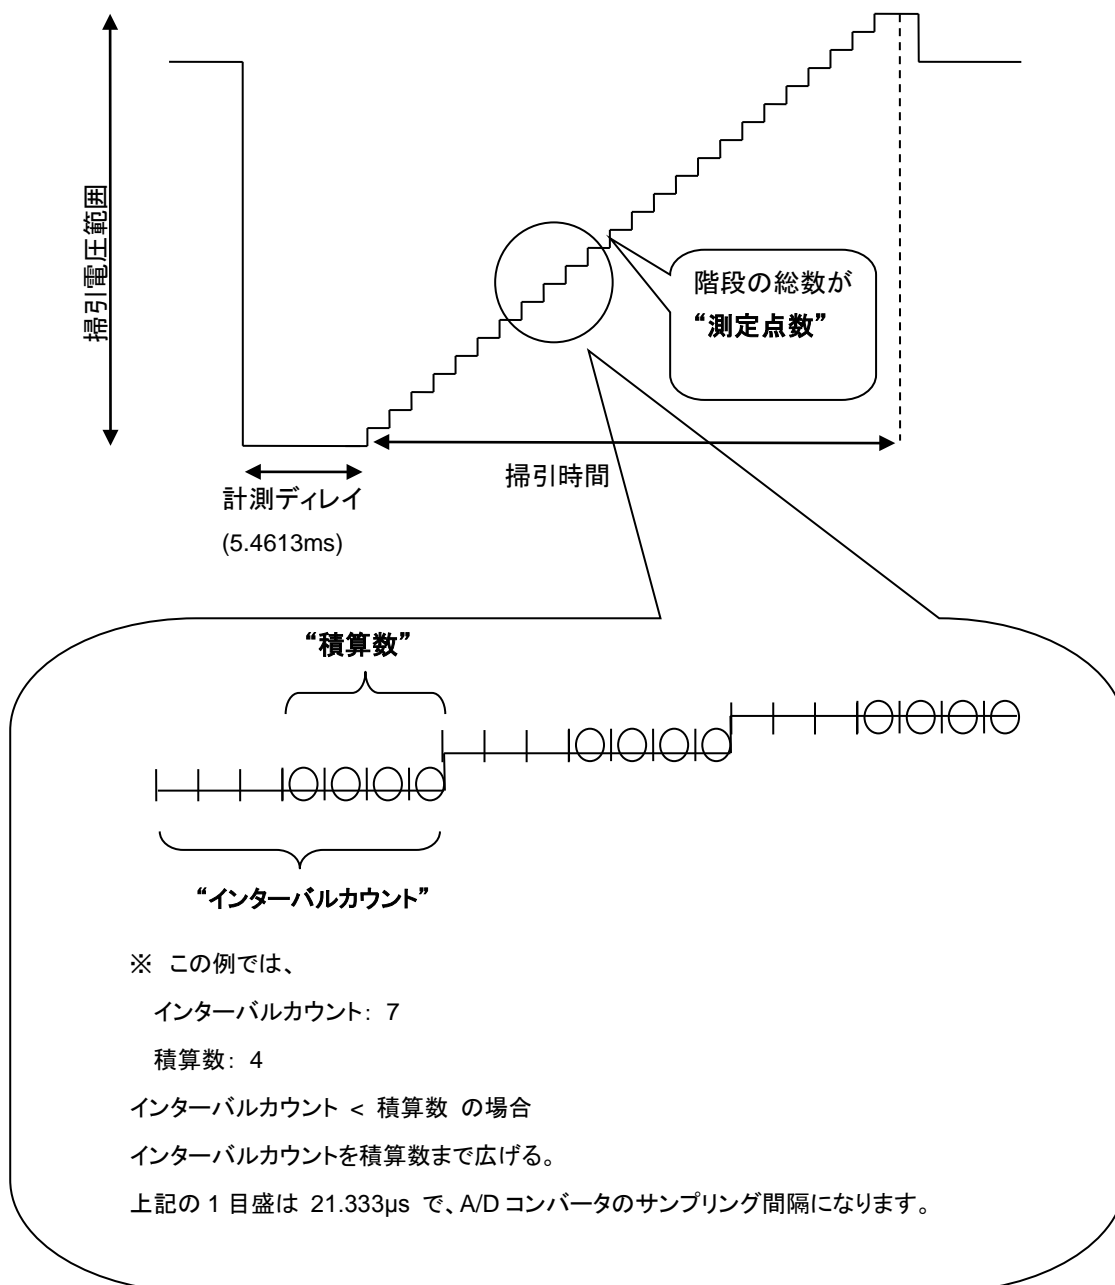 掃引電圧範囲
階段の総数が
“測定点数”
掃引時間
計測ディレイ
(5.4613ms)
“積算数”
“インターバルカウント”
※ この例では、
インターバルカウント: 7
積算数: 4
インターバルカウント < 積算数 の場合
インターバルカウントを積算数まで広げる。
上記の 1 目盛は 21.333μs で、A/D コンバータのサンプリング間隔になります。